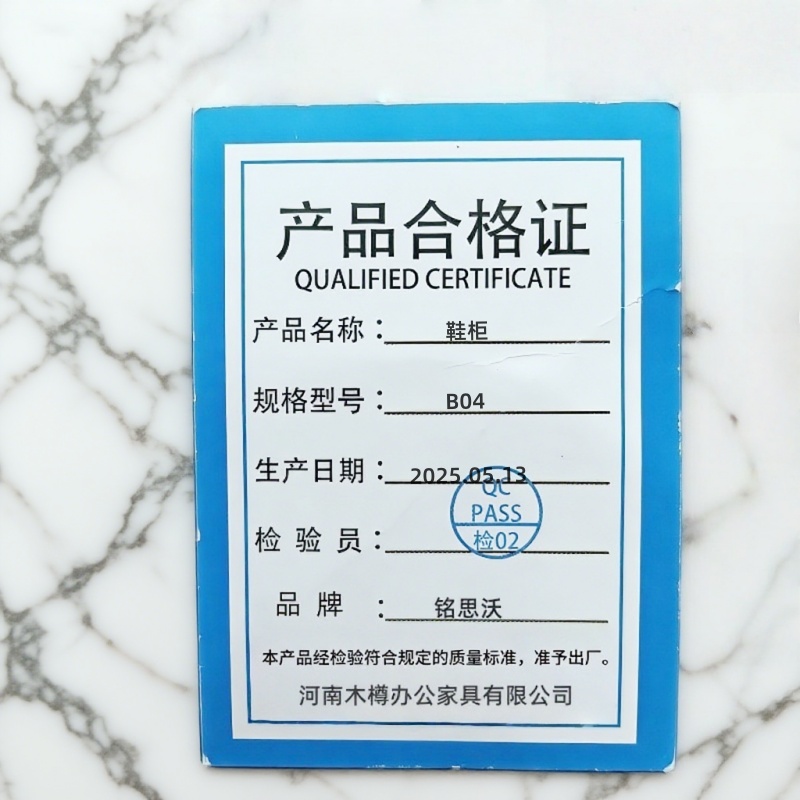 产品合格证
QUALIFIED CERTIFICATE
产品名称：鞋柜
规格型号：B04
生产日期：2025.05.13
QC
PASS
检验员：检02
品牌：铭思沃
本产品经检验符合规定的质量标准，准予出厂。
河南木樽办公家具有限公司